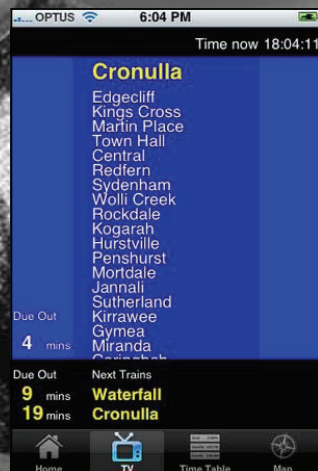 OPTUS 6:04 PM
Time now 18:04:11
Cronulla
Edgecliff
Kings Cross
Martin Place
Town Hall
Central
Redfern
Sydenham
Wolli Creek
Rockdale
Kogarah
Hurstville
Penshurst
Mortdale
Jannali
Sutherland
Kirrawee
Gymea
Miranda
Caringbah
Due Out
4 mins
Due Out Next Trains
9 mins Waterfall
19 mins Cronulla
Home TV Time Table Map